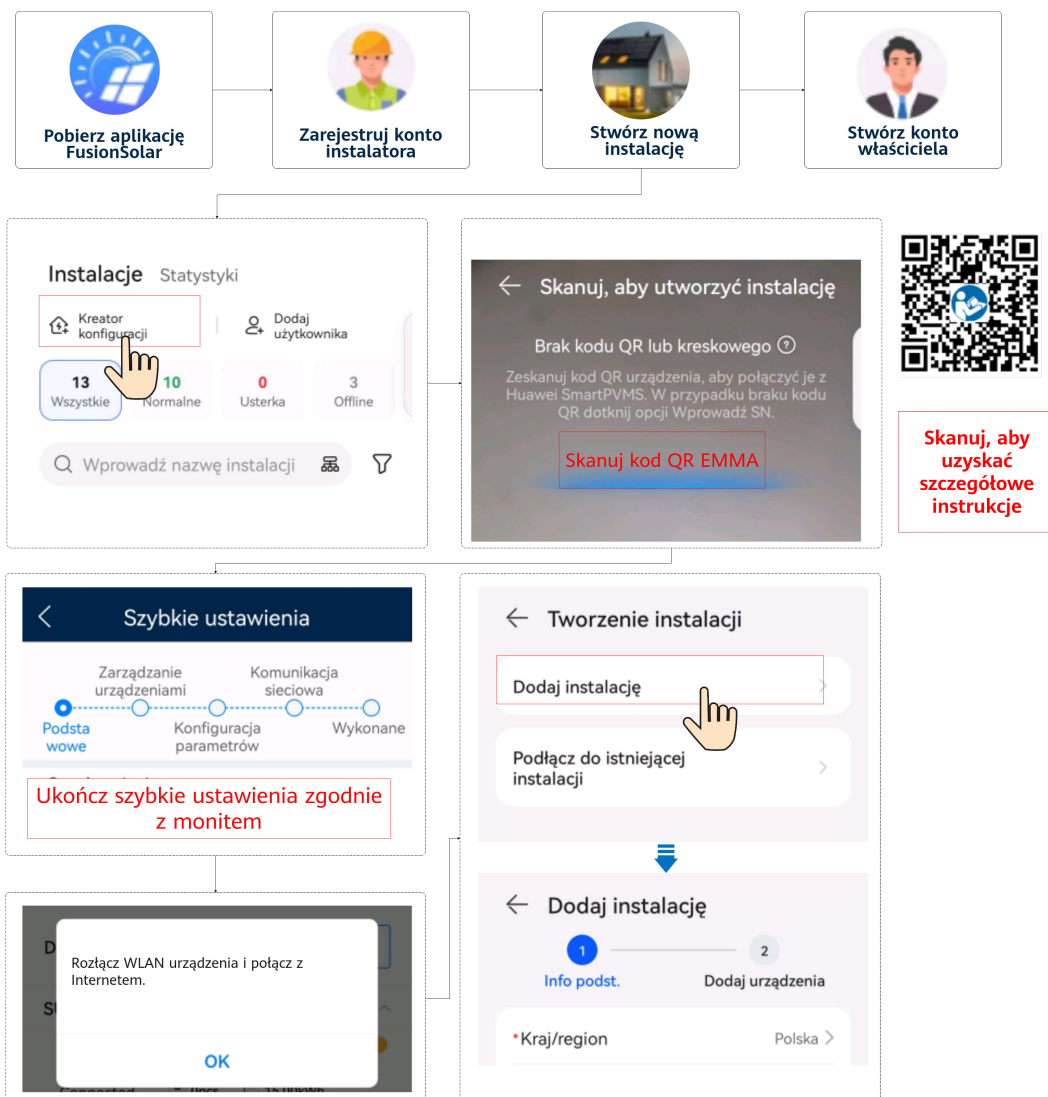 Pobierz aplikację
FusionSolar
Zarejestruj konto
instalatora
Stwórz nową
instalację
Stwórz konto
właściciela
Instalacje Statystyki
Kreator
konfiguracji
Dodaj
użytkownika
13
Wszystkie
10
Normalne
0
Usterka
3
Offline
Wprowadź nazwę instalacji
Skanuj, aby utworzyć instalację
Brak kodu QR lub kreskowego
Zeskanuj kod QR urządzenia, aby połączyć je z
Huawei SmartPVMS. W przypadku braku kodu
QR dotknij opcji Wprowadź SN.
Skanuj kod QR EMMA
Skanuj, aby
uzyskać
szczegółowe
instrukcje
Szybkie ustawienia
Zarządzanie
urządzeniami
Komunikacja
sieciowa
Podsta
wowe
Konfiguracja
parametrów
Wykonane
Ukończ szybkie ustawienia zgodnie
z monitem
Rozłącz WLAN urządzenia i połącz z
Internetem.
OK
Tworzenie instalacji
Dodaj instalację
Podłącz do istniejącej
instalacji
Dodaj instalację
1
2
Info podst.
Dodaj urządzenia
*Kraj/region
Polska